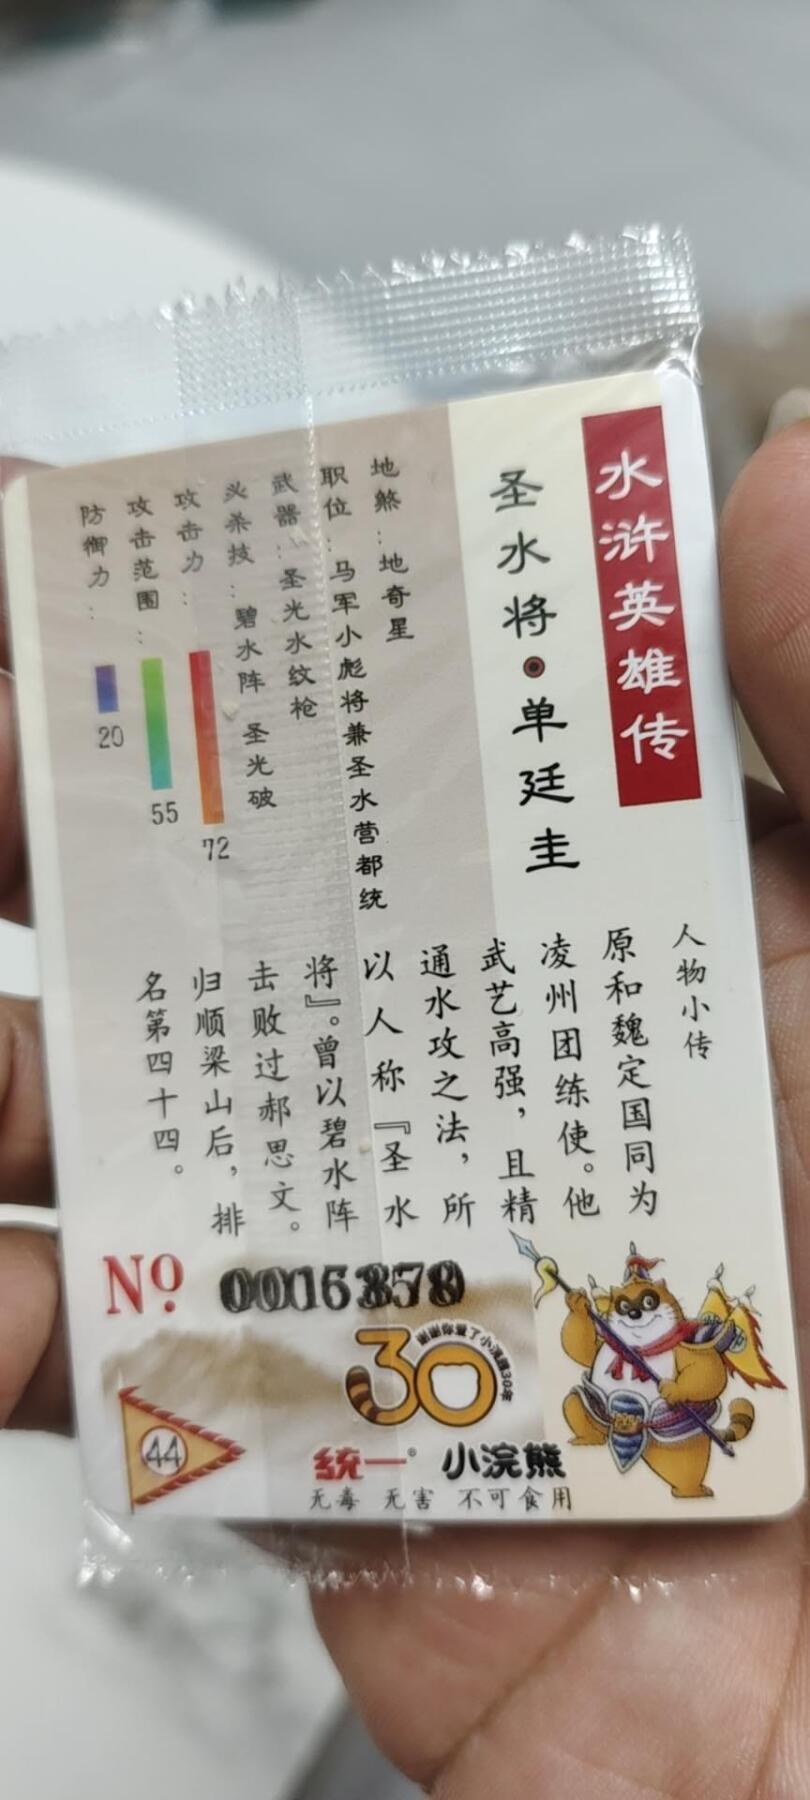 水浒英雄传
圣水将·单廷圭
地煞：地奇星
职位：马军小彪将兼圣水营都统
武器：圣光水纹枪
必杀技：碧水阵 圣光破
攻击力：
72
攻击范围：
55
防御力：
20
人物小传
原和魏定国同为
凌州团练使。他
武艺高强，且精
通水攻之法，所
以人称『圣水
将』。曾以碧水阵
击败过郝思文。
归顺梁山后，排
名第四十四。
No.
30
44
统一® 小浣熊
无毒 无害 不可食用